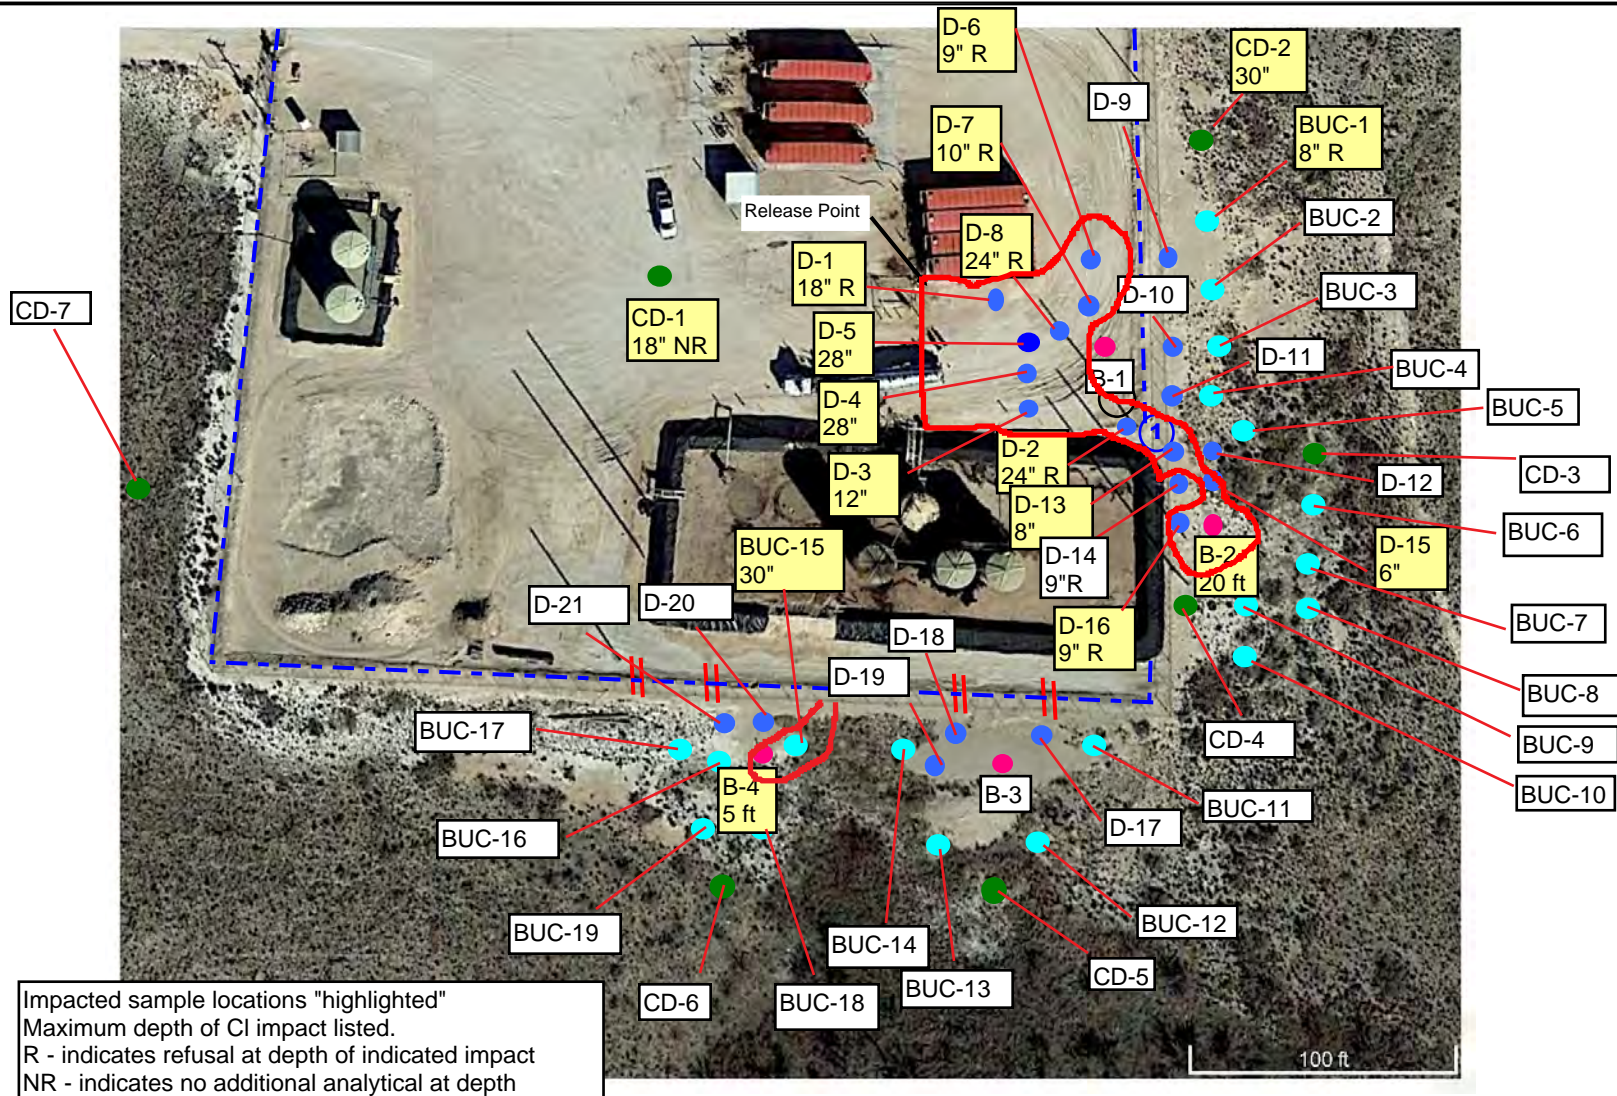 D-6
9" R
CD-2
30"
D-9
BUC-1
8" R
D-7
10" R
Release Point
BUC-2
D-8
24" R
D-1
18" R
D-10
BUC-3
CD-7
CD-1
18" NR
D-5
28"
D-11
BUC-4
B-1
D-4
28"
BUC-5
1
D-3
12"
D-2
24" R
D-12
CD-3
D-13
8"
BUC-6
BUC-15
30"
D-14
9"R
B-2
20 ft
D-15
6"
D-21
D-20
D-16
9" R
BUC-7
D-18
D-19
BUC-8
BUC-17
CD-4
BUC-9
B-4
5 ft
B-3
BUC-11
BUC-10
BUC-16
D-17
BUC-19
BUC-14
BUC-12
CD-6
BUC-18
BUC-13
CD-5
Impacted sample locations "highlighted"
Maximum depth of Cl impact listed.
R - indicates refusal at depth of indicated impact
NR - indicates no additional analytical at depth
100 ft